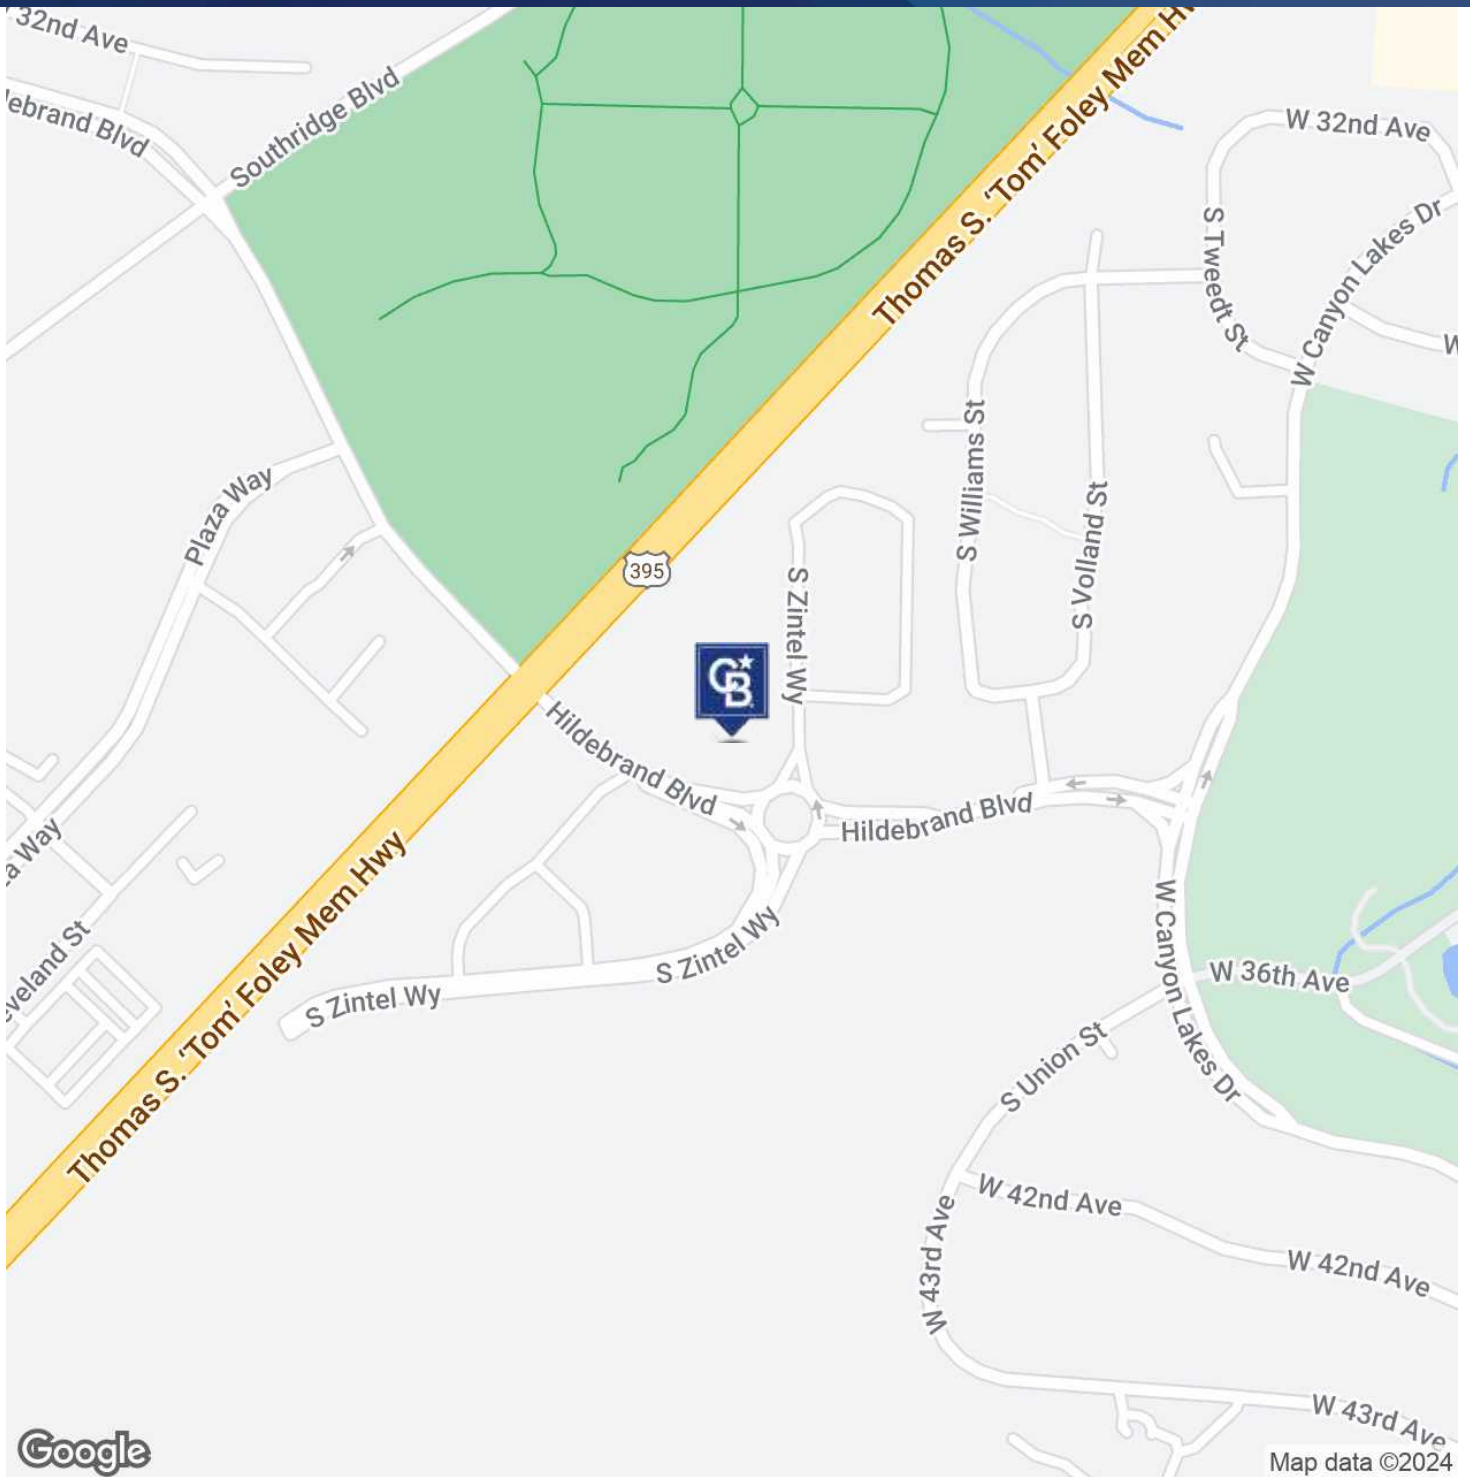 32nd Ave
ebrand Blvd
Southridge Blvd
Thomas S. 'Tom' Foley Mem Hw
W 32nd Ave
S Tweedt St
W Canyon Lakes Dr
W
Plaza Way
S Williams St
S Volland St
395
S Zintel Wy
CB
Hildebrand Blvd
Hildebrand Blvd
a Way
eveland St
Thomas S. 'Tom' Foley Mem Hwy
S Zintel Wy
S Zintel Wy
W Canyon Lakes Dr
W 36th Ave
S Union St
W 42nd Ave
W 42nd Ave
W 43rd Ave
W 43rd Ave
Google
Map data ©2024